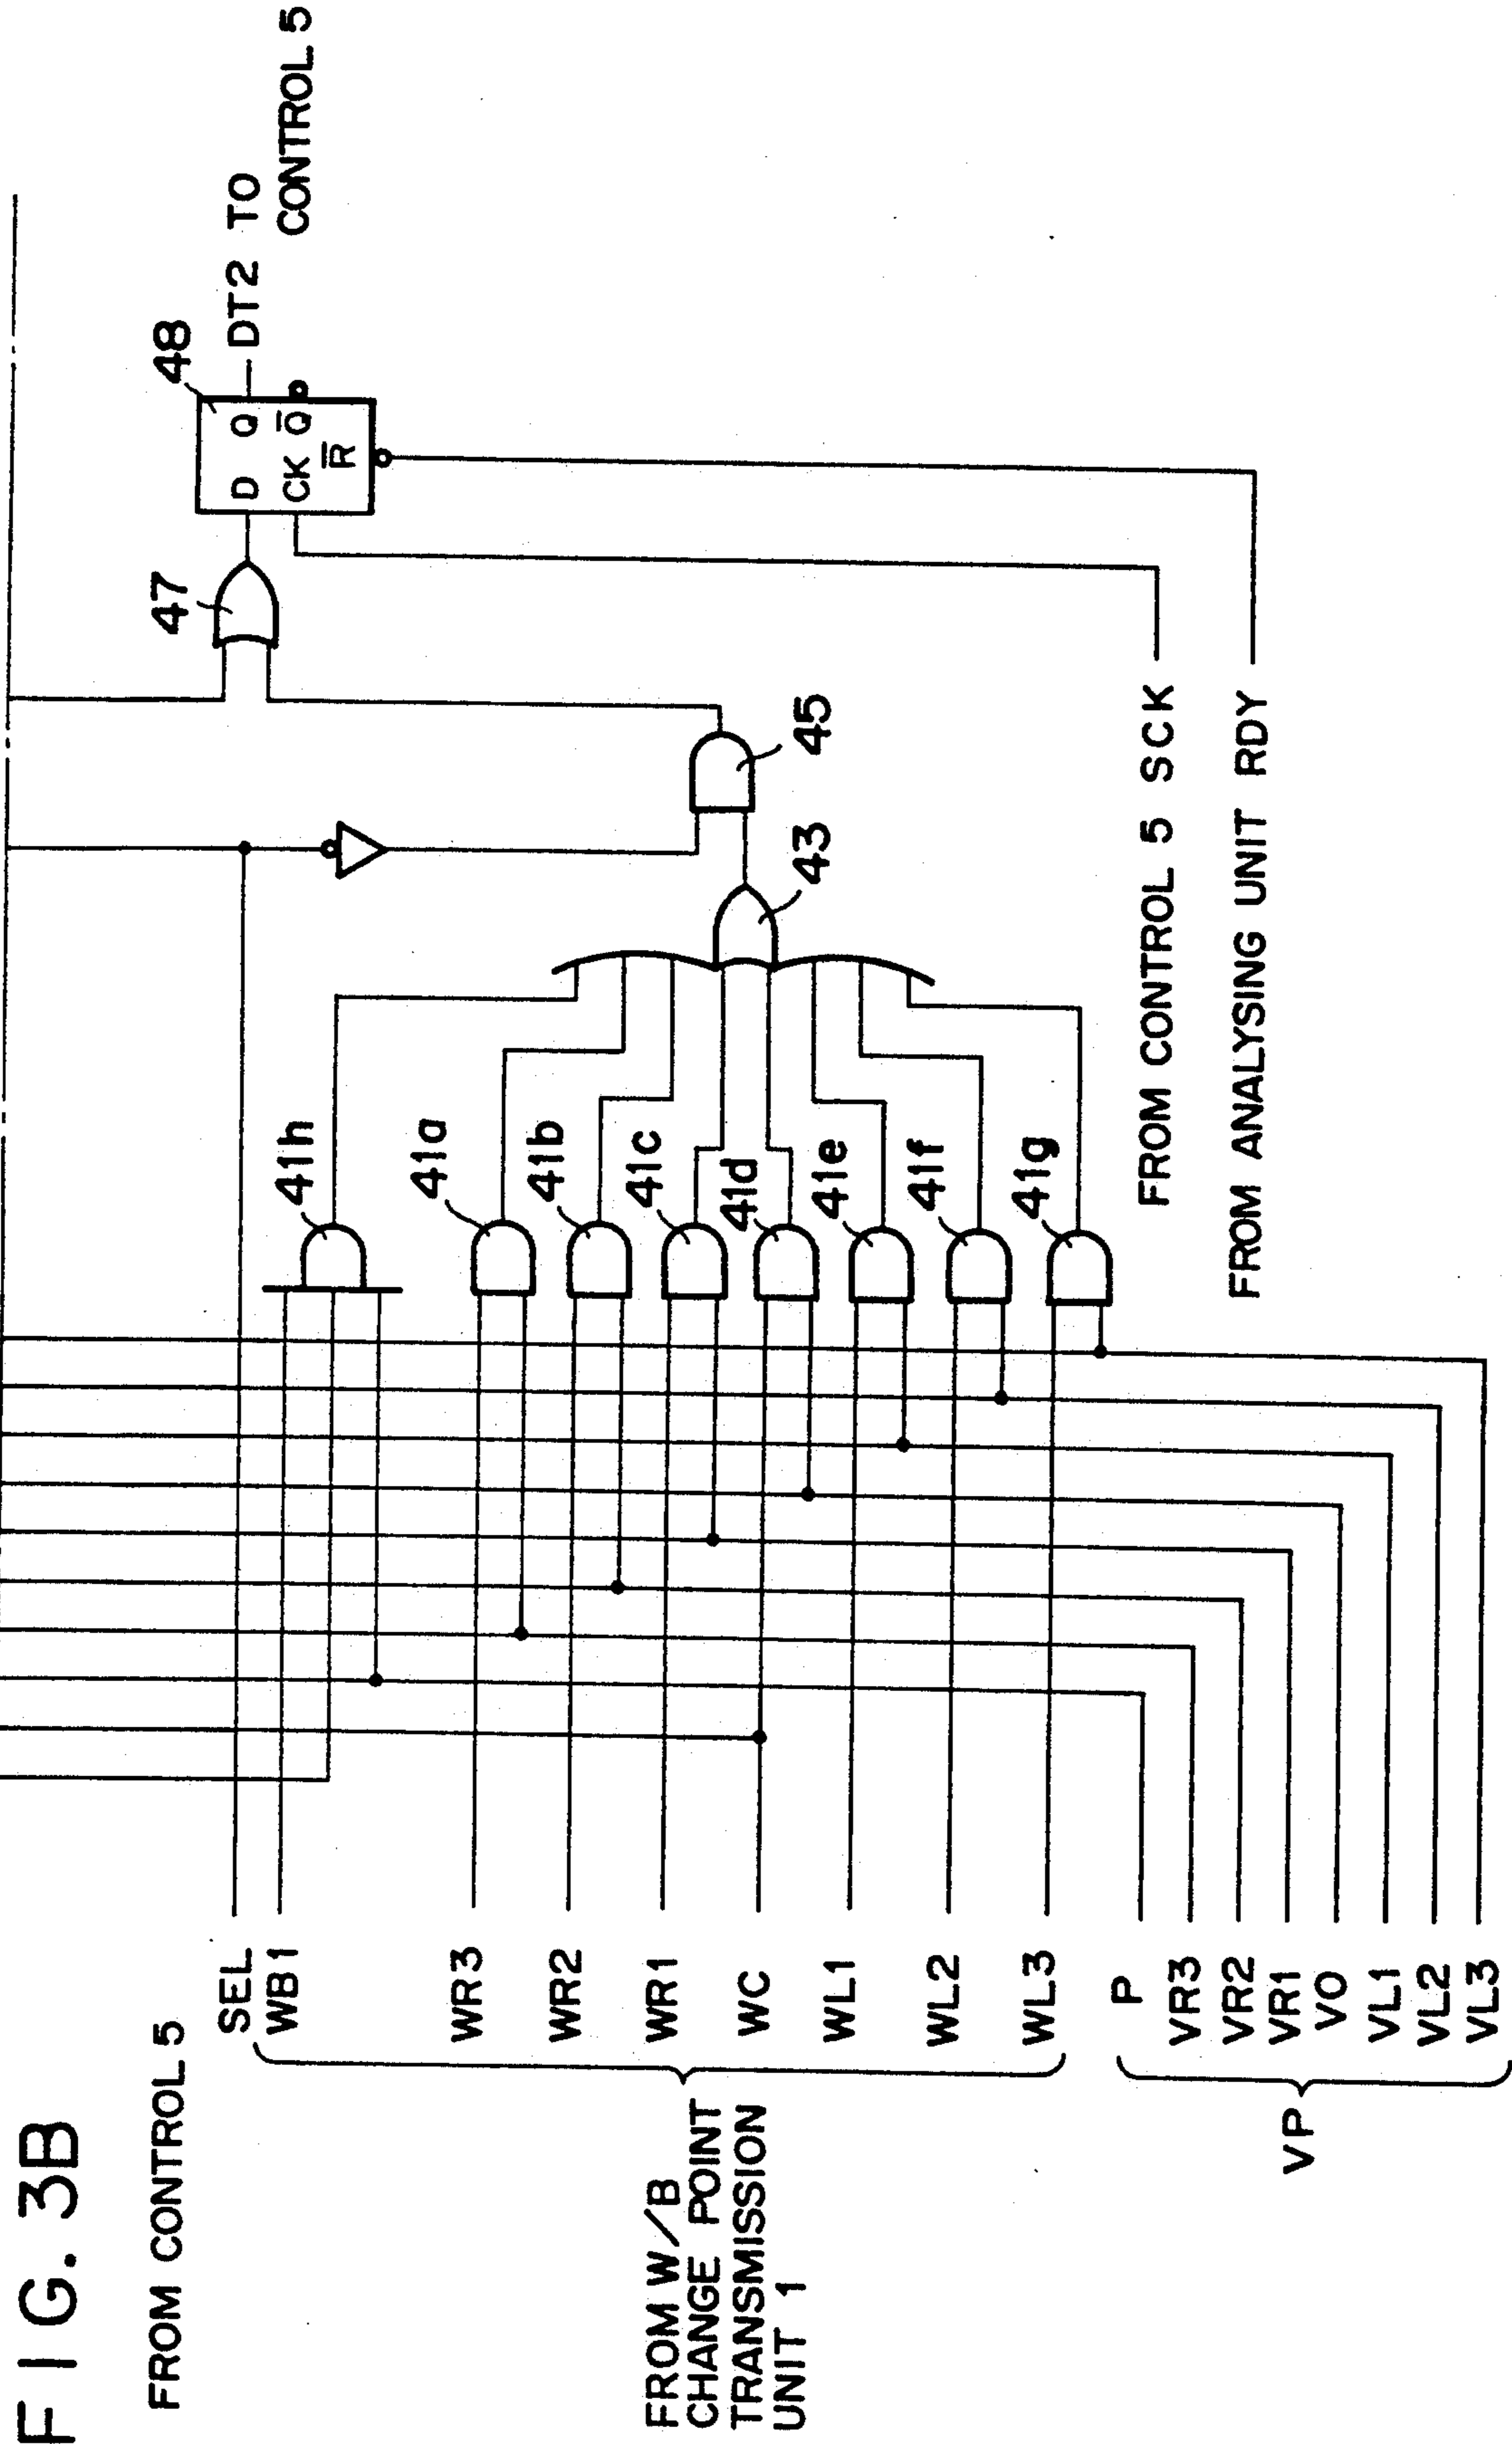 FIG. 3B
FROM CONTROL 5
SEL
WB1
WR3
WR2
WR1
WC
WL1
WL2
WL3
FROM W/B
CHANGE POINT
TRANSMISSION
UNIT 1
P
VR3
VR2
VR1
VO
VL1
VL2
VL3
VP
41h
41a
41b
41c
41d
41e
41f
41g
43
45
47
48
D Q
CK Q̅
R̅
DT2 TO
CONTROL 5
FROM CONTROL 5 SCK
FROM ANALYSING UNIT RDY